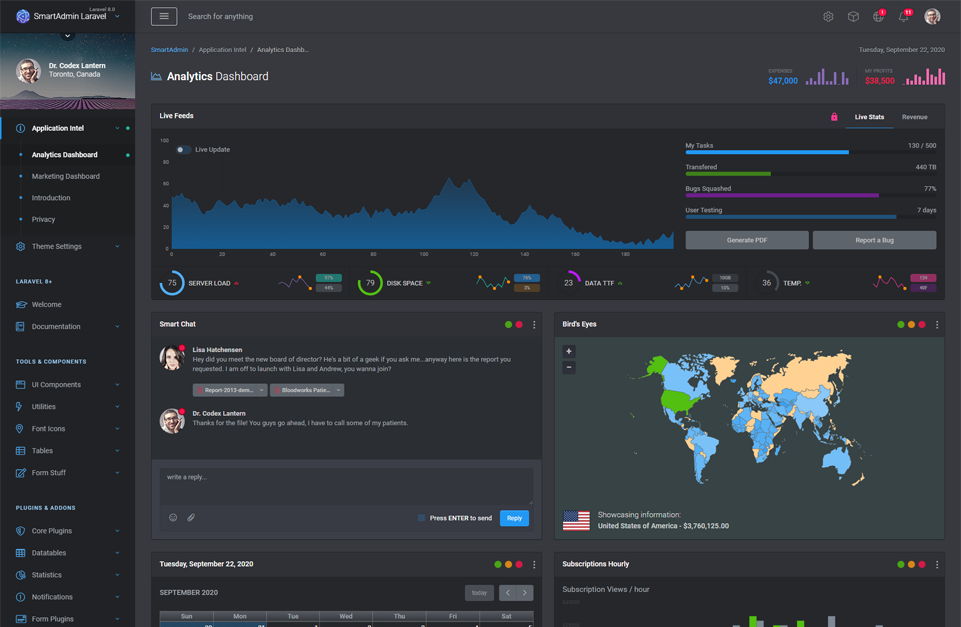 SmartAdmin Laravel
Laravel 8.0
Search for anything
1
11
Dr. Codex Lantern
Toronto, Canada
Application Intel
Analytics Dashboard
Marketing Dashboard
Introduction
Privacy
Theme Settings
LARAVEL 8+
Welcome
Documentation
TOOLS & COMPONENTS
UI Components
Utilities
Font Icons
Tables
Form Stuff
PLUGINS & ADDONS
Core Plugins
Datatables
Statistics
Notifications
Form Plugins
SmartAdmin / Application Intel / Analytics Dashb...
Tuesday, September 22, 2020
Analytics Dashboard
EXPENSES
$47,000
MY PROFITS
$38,500
Live Feeds
Live Stats
Revenue
Live Update
100
80
60
40
20
0
0 20 40 60 80 100 120 140 160 180
My Tasks 130 / 500
Transfered 440 TB
Bugs Squashed 77%
User Testing 7 days
Generate PDF
Report a Bug
75 SERVER LOAD
97%
44%
79 DISK SPACE
76%
3%
23 DATA TTF
10GB
10%
36 TEMP.
124
40F
Smart Chat
Lisa Hatchensen
Hey did you meet the new board of director? He's a bit of a geek if you ask me...anyway here is the report you
requested. I am off to launch with Lisa and Andrew, you wanna join?
Report-2013-dem...
Bloodworks Patie...
Dr. Codex Lantern
Thanks for the file! You guys go ahead, I have to call some of my patients.
write a reply...
Press ENTER to send
Reply
Bird's Eyes
+
−
Showcasing information:
United States of America - $3,760,125.00
Tuesday, September 22, 2020
SEPTEMBER 2020
today
Sun Mon Tue Wed Thu Fri Sat
Subscriptions Hourly
Subscription Views / hour